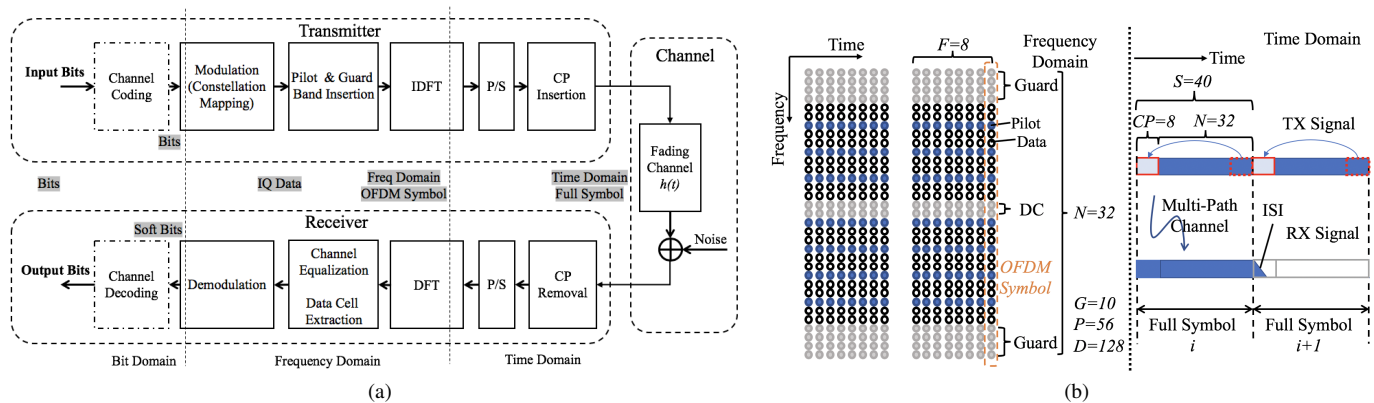 Transmitter
Input Bits
Channel
Coding
Modulation
(Constellation
Mapping)
Pilot & Guard
Band Insertion
IDFT
P/S
CP
Insertion
Channel
Fading
Channel
h(t)
Noise
Bits
Bits
IQ Data
Freq Domain
OFDM Symbol
Time Domain
Full Symbol
Receiver
Soft Bits
Output Bits
Channel
Decoding
Demodulation
Channel
Equalization
Data Cell
Extraction
DFT
P/S
CP
Removal
Bit Domain
Frequency Domain
Time Domain
(a)
Time
Frequency
F=8
Frequency
Domain
Guard
Pilot
Data
DC
N=32
OFDM
Symbol
Guard
G=10
P=56
D=128
Time
Time Domain
S=40
CP=8
N=32
TX Signal
Multi-Path
Channel
ISI
RX Signal
Full Symbol
i
Full Symbol
i+1
(b)